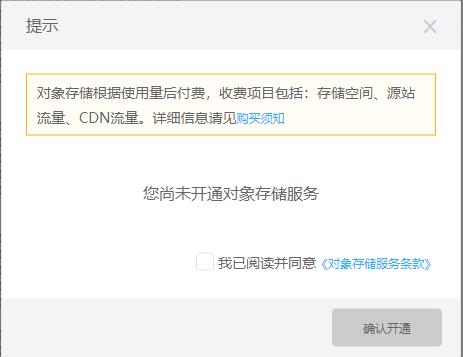 提示
对象存储根据使用量后付费，收费项目包括：存储空间、源站
流量、CDN流量。详细信息请见购买须知
您尚未开通对象存储服务
我已阅读并同意《对象存储服务条款》
确认开通